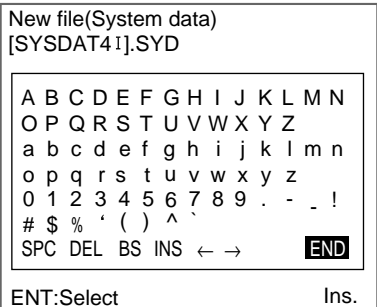 New file(System data)
[SYSDAT4I].SYD
A B C D E F G H I J K L M N
O P Q R S T U V W X Y Z
a b c d e f g h i j k l m n
o p q r s t u v w x y z
0 1 2 3 4 5 6 7 8 9 . - _ !
# $ % ‘ ( ) ^ `
SPC DEL BS INS ← → END
ENT:Select Ins.